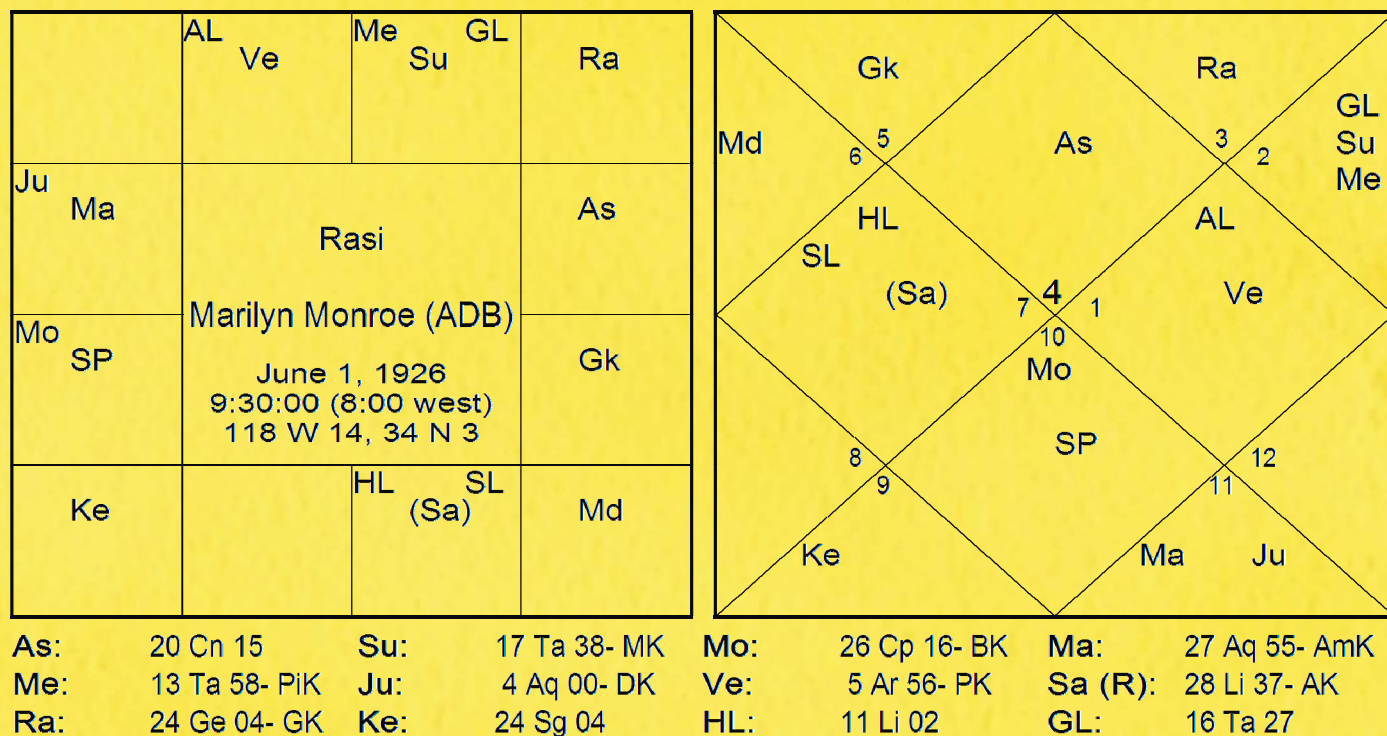 AL
Ve
Me GL
Su
Ra
Ju
Ma
As
Rasi
Marilyn Monroe (ADB)
June 1, 1926
9:30:00 (8:00 west)
118 W 14, 34 N 3
Mo
SP
Gk
Ke
HL SL
(Sa)
Md
Gk
Ra
GL
Su
Me
Md
5
6
As
3
2
HL
SL
(Sa)
AL
Ve
7
4
1
10
Mo
SP
8
9
12
11
Ke
Ma Ju
As: 20 Cn 15 Su: 17 Ta 38- MK Mo: 26 Cp 16- BK Ma: 27 Aq 55- AmK
Me: 13 Ta 58- PiK Ju: 4 Aq 00- DK Ve: 5 Ar 56- PK Sa (R): 28 Li 37- AK
Ra: 24 Ge 04- GK Ke: 24 Sg 04 HL: 11 Li 02 GL: 16 Ta 27